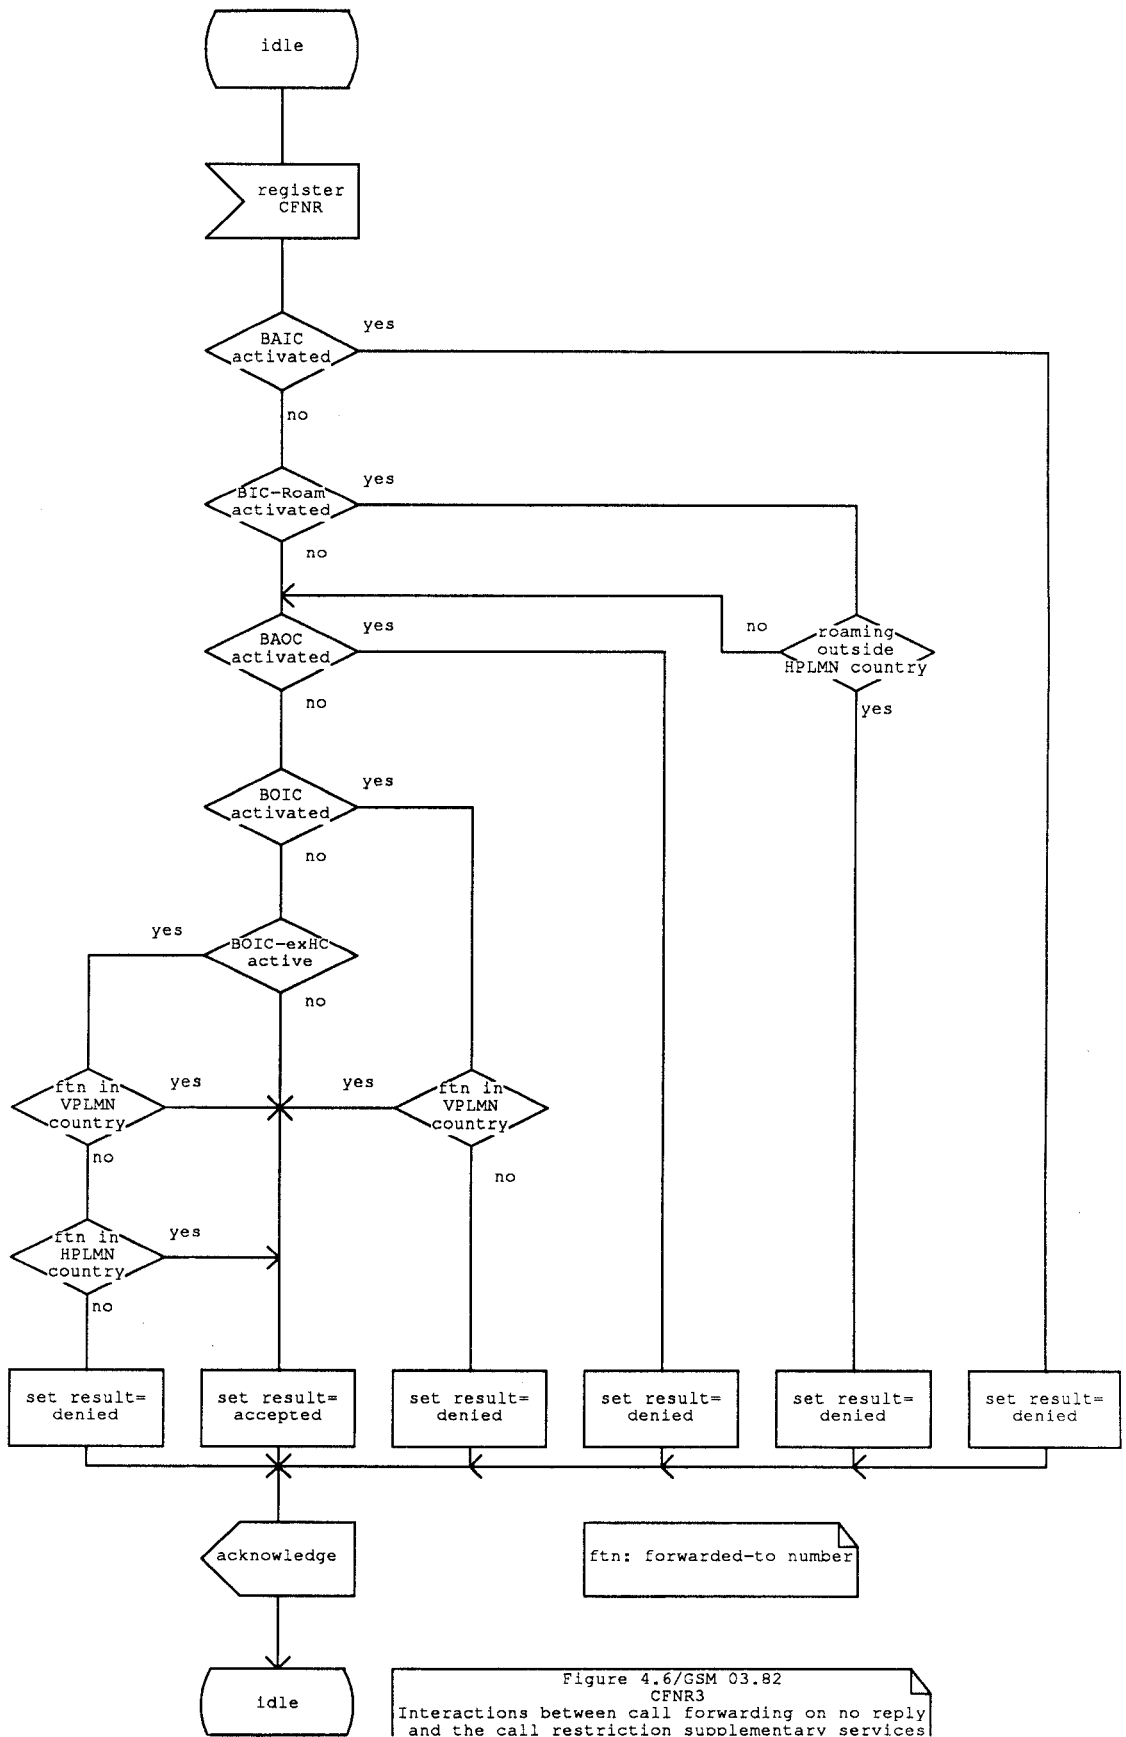 idle
register
CFNR
BAIC
activated
yes
no
BIC-Roam
activated
yes
no
BAOC
activated
yes
no
roaming
outside
HPLMN country
no
yes
BOIC
activated
yes
no
BOIC-exHC
active
yes
no
ftn in
VPLMN
country
yes
no
yes
ftn in
VPLMN
country
no
ftn in
HPLMN
country
yes
no
set result=
denied
set result=
accepted
set result=
denied
set result=
denied
set result=
denied
set result=
denied
acknowledge
ftn: forwarded-to number
idle
Figure 4.6/GSM 03.82
CFNR3
Interactions between call forwarding on no reply
and the call restriction supplementary services